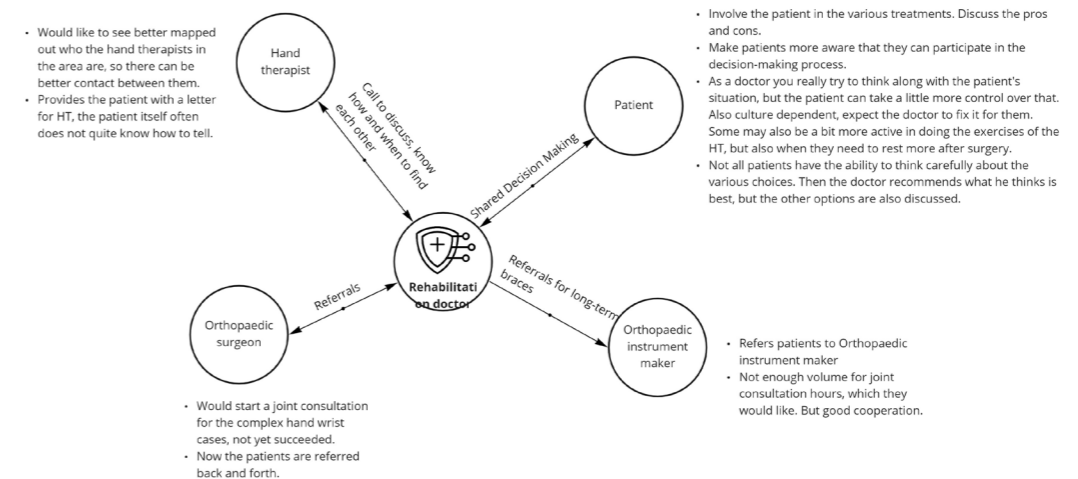 • Would like to see better mapped
out who the hand therapists in
the area are, so there can be
better contact between them.
• Provides the patient with a letter
for HT, the patient itself often
does not quite know how to tell.
Hand
therapist
Call to discuss, know
how and when to find
each other
Patient
Shared Decision Making
• Involve the patient in the various treatments. Discuss the pros
and cons.
• Make patients more aware that they can participate in the
decision-making process.
• As a doctor you really try to think along with the patient's
situation, but the patient can take a little more control over that.
Also culture dependent, expect the doctor to fix it for them.
Some may also be a bit more active in doing the exercises of the
HT, but also when they need to rest more after surgery.
• Not all patients have the ability to think carefully about the
various choices. Then the doctor recommends what he thinks is
best, but the other options are also discussed.
Rehabilitati
on doctor
Referrals
Orthopaedic
surgeon
• Would start a joint consultation
for the complex hand wrist
cases, not yet succeeded.
• Now the patients are referred
back and forth.
Referrals for long-term
braces
Orthopaedic
instrument
maker
• Refers patients to Orthopaedic
instrument maker
• Not enough volume for joint
consultation hours, which they
would like. But good cooperation.